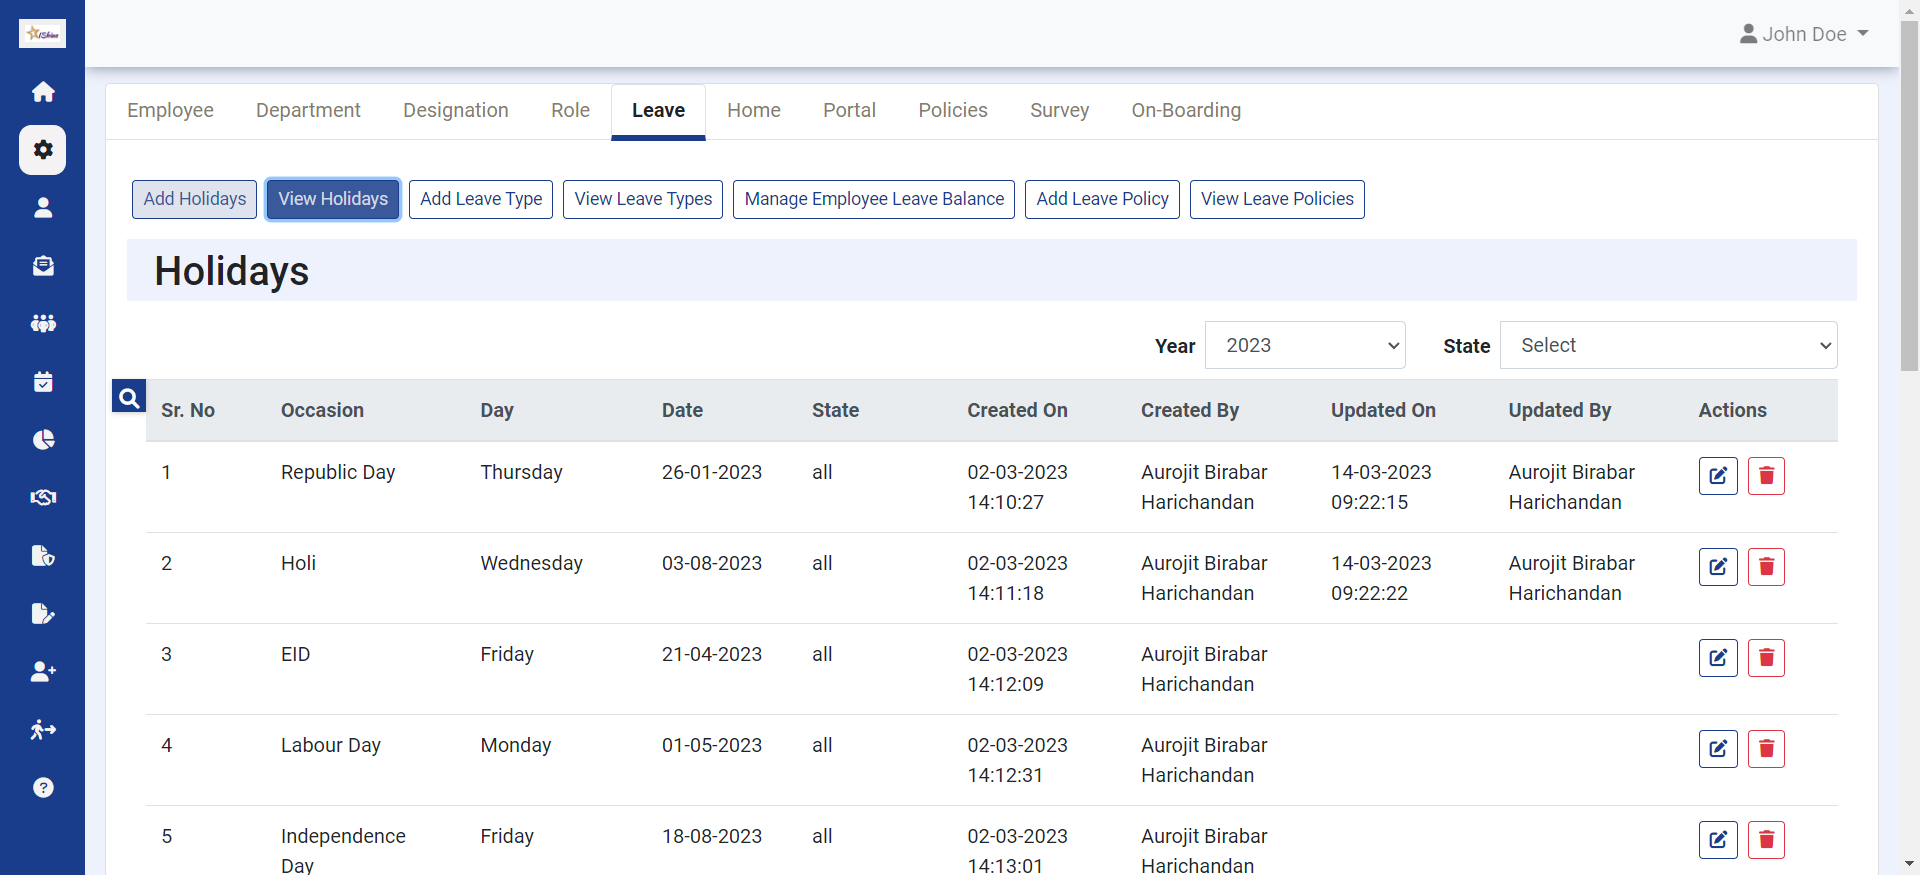 iShine
John Doe
Employee Department Designation Role Leave Home Portal Policies Survey On-Boarding
Add Holidays View Holidays Add Leave Type View Leave Types Manage Employee Leave Balance Add Leave Policy View Leave Policies
Holidays
Year 2023 State Select
Sr. No Occasion Day Date State Created On Created By Updated On Updated By Actions
1 Republic Day Thursday 26-01-2023 all 02-03-2023 Aurojit Birabar 14-03-2023 Aurojit Birabar
14:10:27 Harichandan 09:22:15 Harichandan
2 Holi Wednesday 03-08-2023 all 02-03-2023 Aurojit Birabar 14-03-2023 Aurojit Birabar
14:11:18 Harichandan 09:22:22 Harichandan
3 EID Friday 21-04-2023 all 02-03-2023 Aurojit Birabar
14:12:09 Harichandan
4 Labour Day Monday 01-05-2023 all 02-03-2023 Aurojit Birabar
14:12:31 Harichandan
5 Independence Friday 18-08-2023 all 02-03-2023 Aurojit Birabar
Day 14:13:01 Harichandan